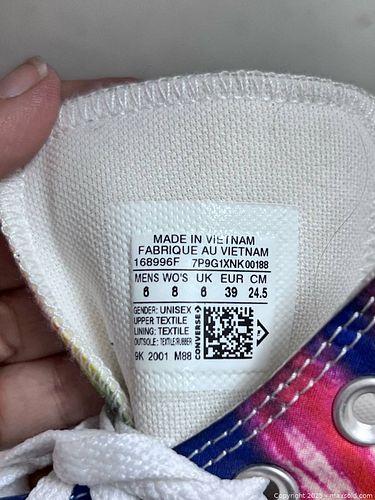 MADE IN VIETNAM
FABRIQUE AU VIETNAM
168996F 7P9G1XNK00188
MENS WO'S UK EUR CM
6 8 6 39 24.5
GENDER: UNISEX
UPPER TEXTILE
LINING: TEXTILE
OUTSOLE: TEXTILE/RUBBER
9K 2001 M88
CONVERSE
Copyright 2025 - maxsold.com